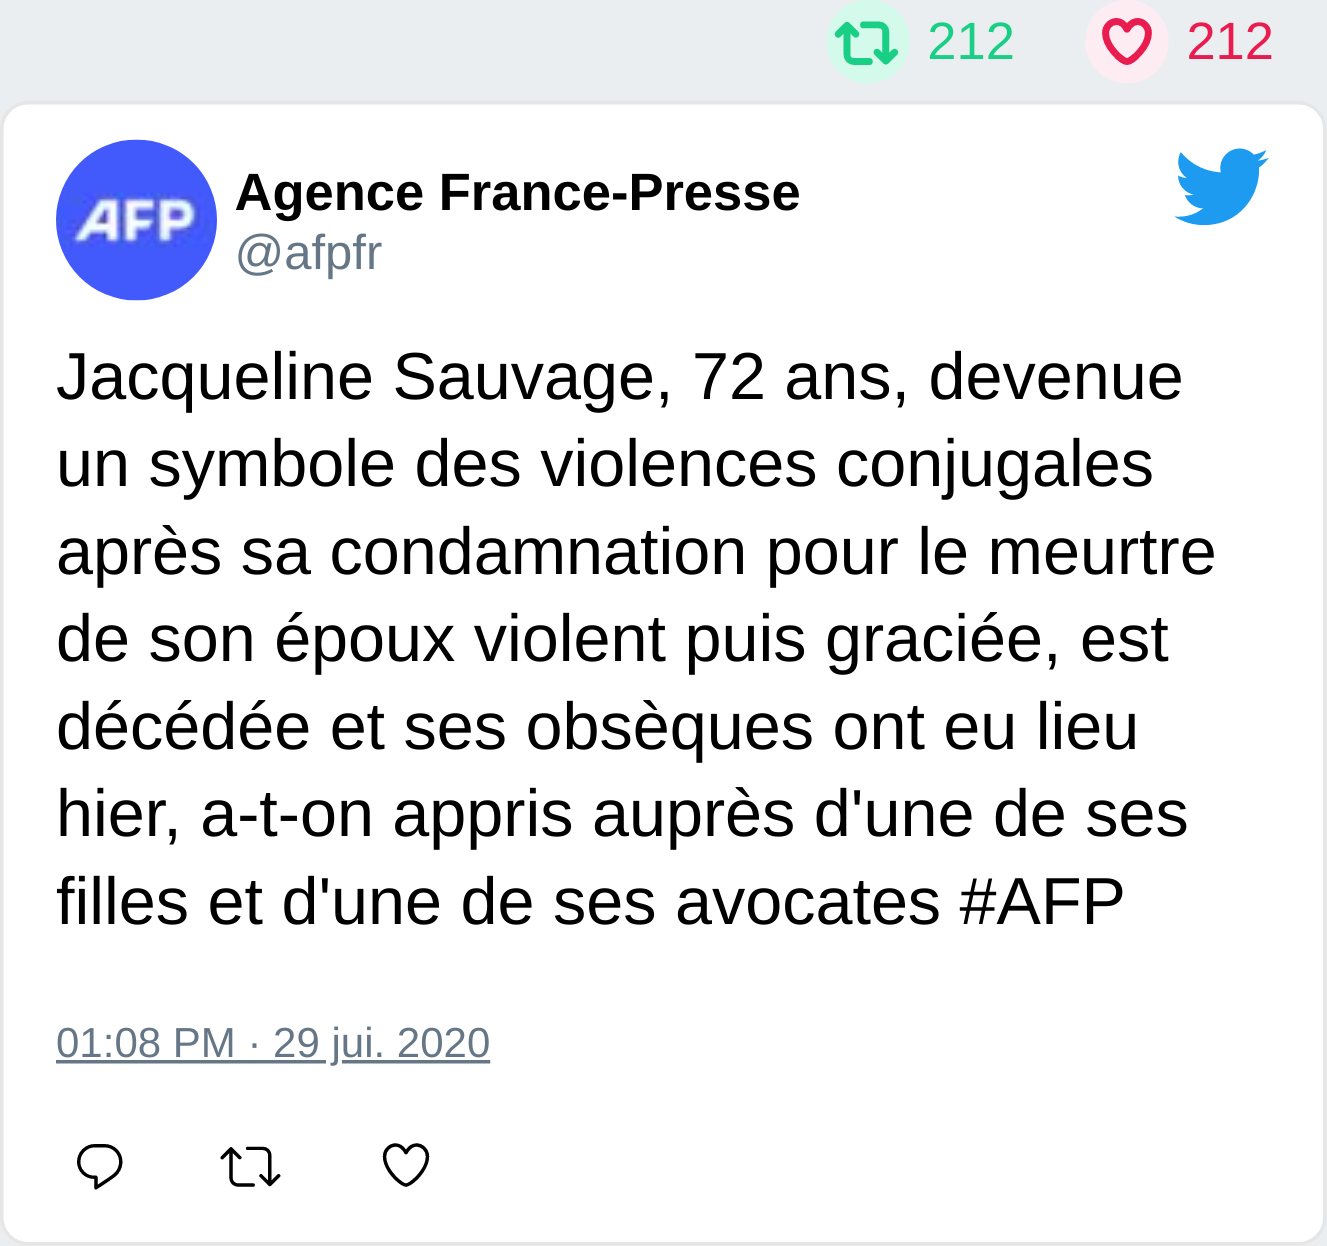 212 212
AFP
Agence France-Presse
@afpfr
Jacqueline Sauvage, 72 ans, devenue
un symbole des violences conjugales
après sa condamnation pour le meurtre
de son époux violent puis graciée, est
décédée et ses obsèques ont eu lieu
hier, a-t-on appris auprès d'une de ses
filles et d'une de ses avocates #AFP
01:08 PM · 29 jui. 2020